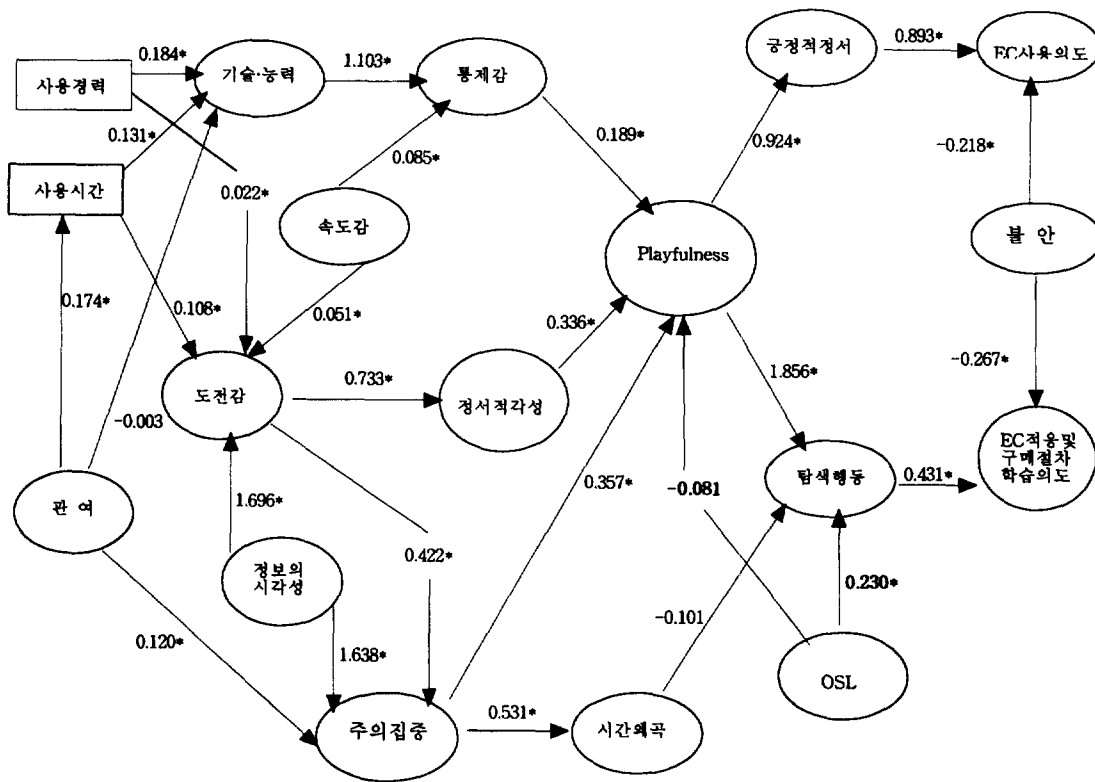 0.184*
기술·능력
1.103*
통제감
긍정적정서
0.893*
EC사용의도
사용경력
0.131*
0.085*
0.189*
0.924*
-0.218*
사용시간
0.022*
속도감
Playfulness
불 안
0.174*
0.108*
0.051*
0.336*
도전감
0.733*
정서적각성
1.856*
-0.267*
-0.003
EC적용및
구매절차
학습의도
관 여
1.696*
0.357*
-0.081
탐색행동
0.431*
정보의
시각성
0.422*
0.230*
0.120*
1.638*
-0.101
OSL
주의집중
0.531*
시간왜곡